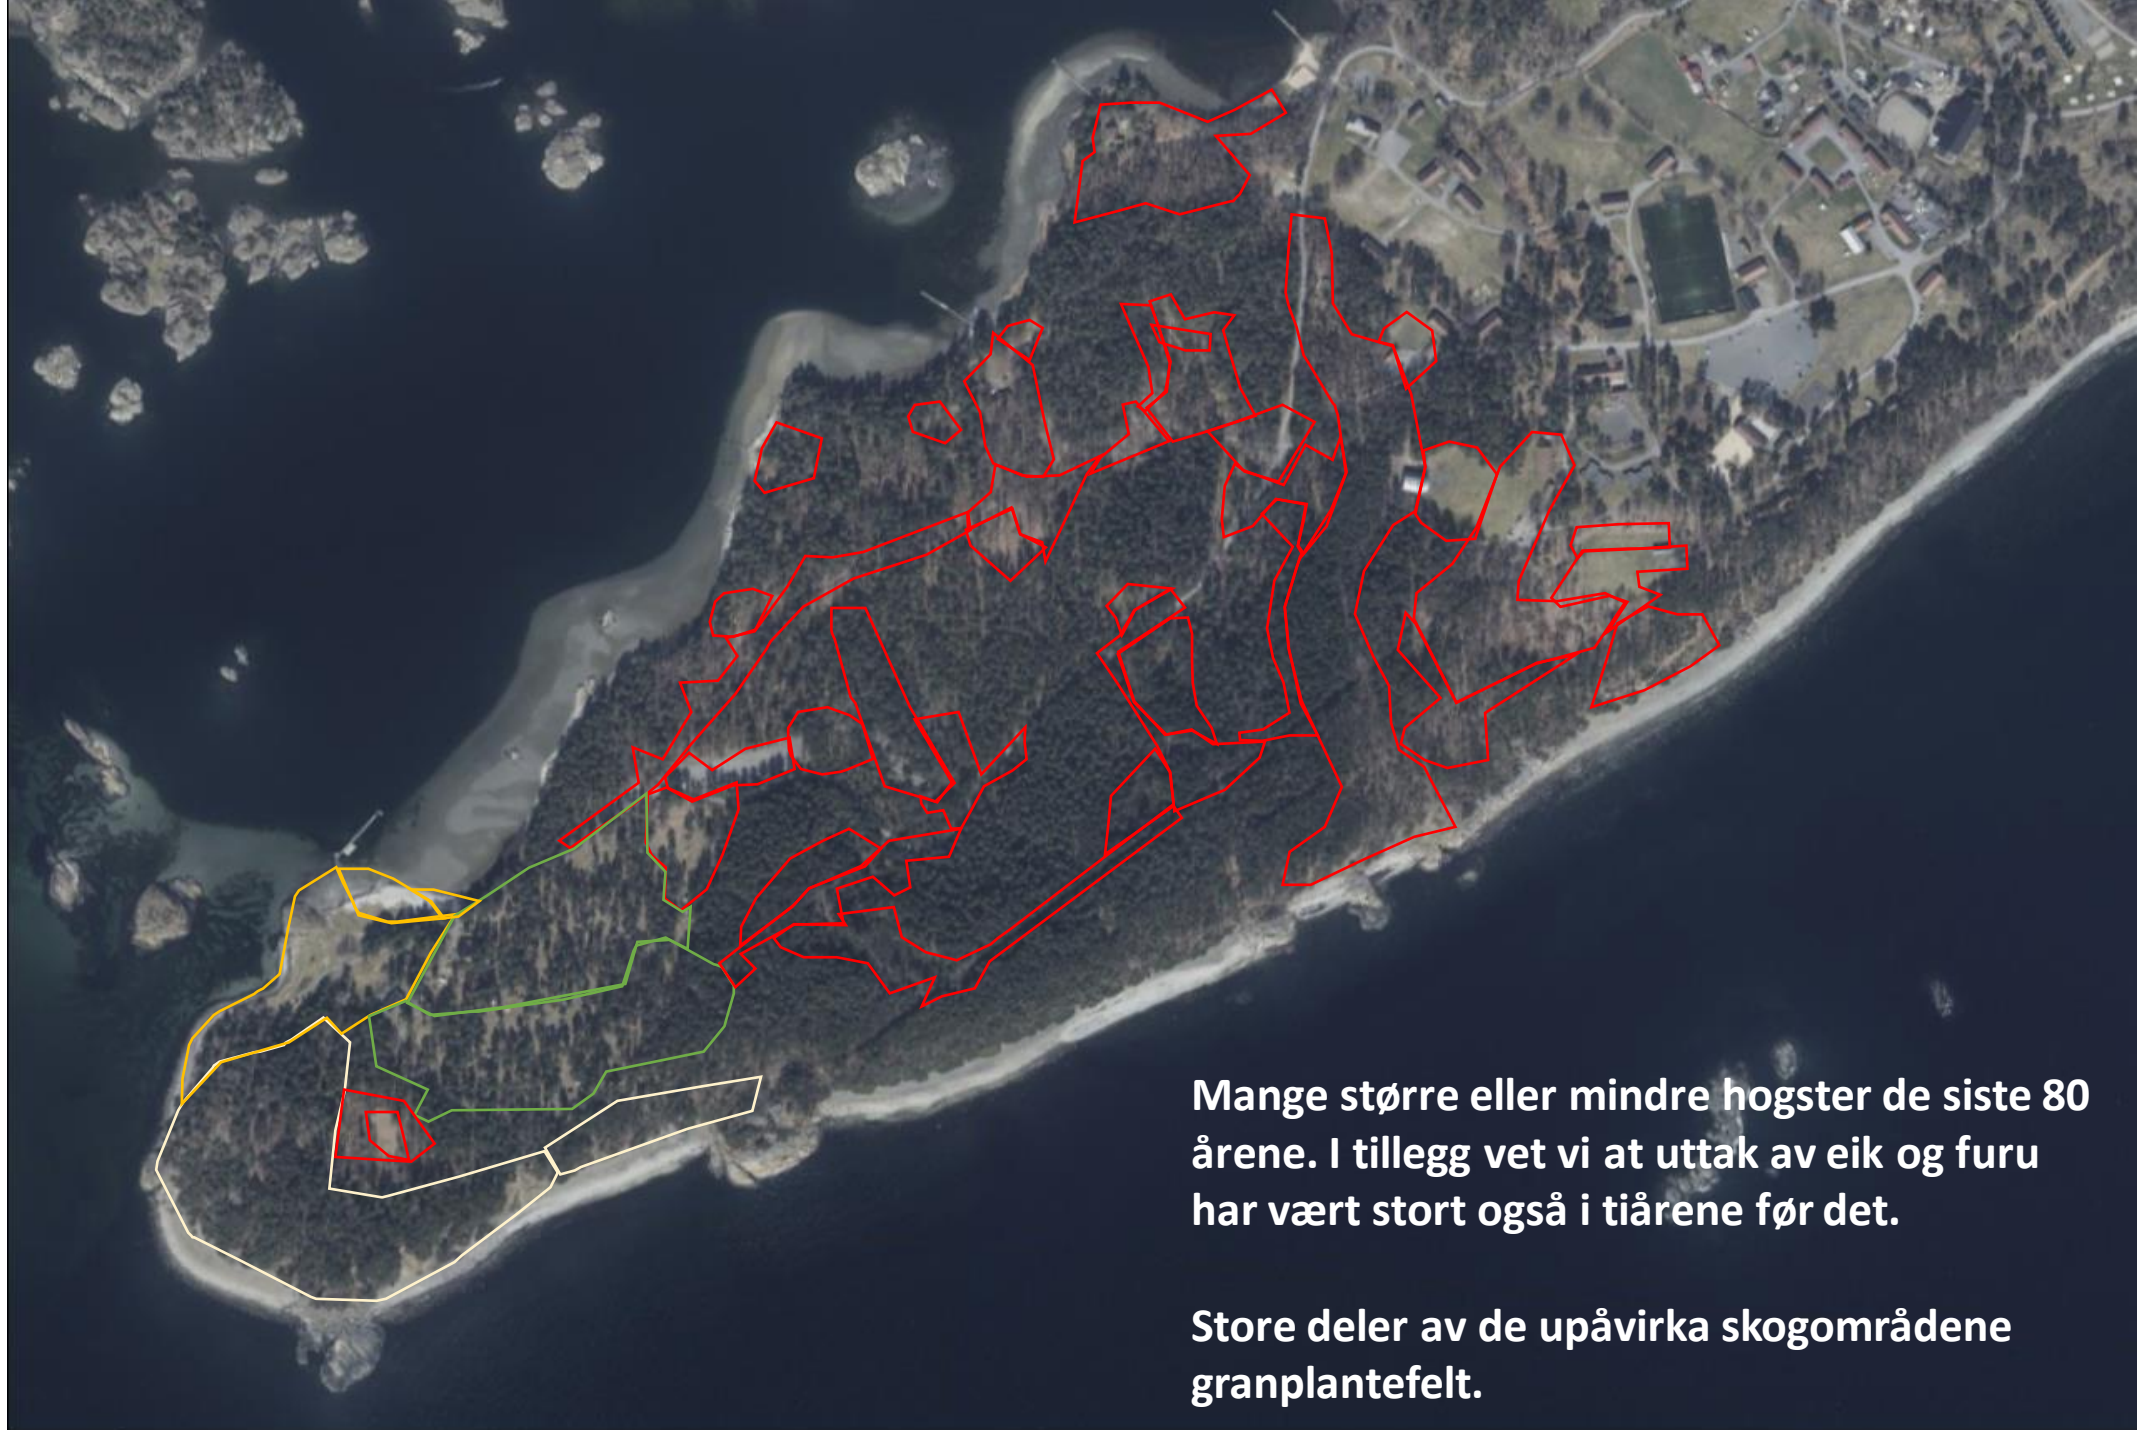 Mange større eller mindre hogster de siste 80
årene. I tillegg vet vi at uttak av eik og furu
har vært stort også i tiårene før det.
Store deler av de upåvirka skogområdene
granplantefelt.